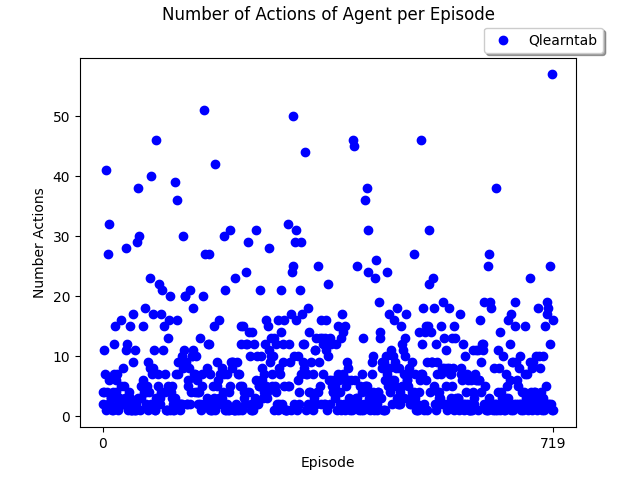 Number of Actions of Agent per Episode
Qlearntab
50
40
30
20
10
0
Number Actions
0 719
Episode